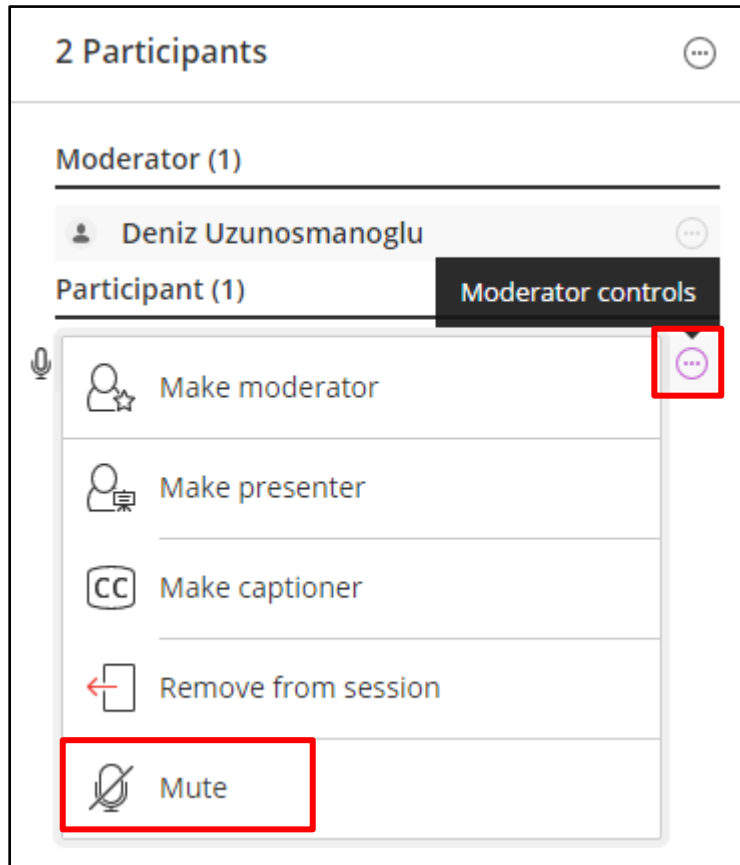 2 Participants
Moderator (1)
Deniz Uzunosmanoglu
Participant (1)
Moderator controls
Make moderator
Make presenter
CC Make captioner
Remove from session
Mute